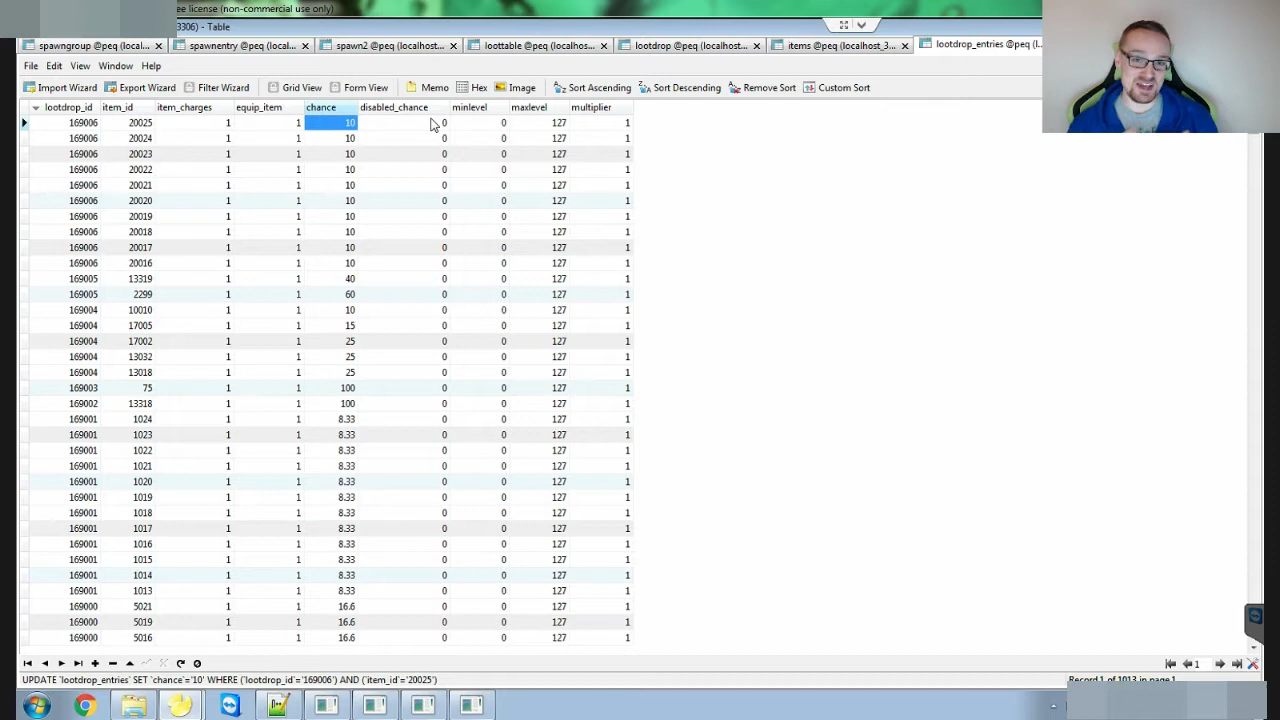 ee license (non-commercial use only)
3306) - Table
spawngroup @peq (local... spawnentry @peq (local... spawn2 @peq (localhost... loottable @peq (localho... lootdrop @peq (localhost... items @peq (localhost_3... lootdrop_entries @peq (l...
File Edit View Window Help
Import Wizard Export Wizard Filter Wizard Grid View Form View Memo Hex Image Sort Ascending Sort Descending Remove Sort Custom Sort
lootdrop_id item_id item_charges equip_item chance disabled_chance minlevel maxlevel multiplier
169006 20025 1 1 10 0 0 127 1
169006 20024 1 1 10 0 0 127 1
169006 20023 1 1 10 0 0 127 1
169006 20022 1 1 10 0 0 127 1
169006 20021 1 1 10 0 0 127 1
169006 20020 1 1 10 0 0 127 1
169006 20019 1 1 10 0 0 127 1
169006 20018 1 1 10 0 0 127 1
169006 20017 1 1 10 0 0 127 1
169006 20016 1 1 10 0 0 127 1
169005 13319 1 1 40 0 0 127 1
169005 2299 1 1 60 0 0 127 1
169004 10010 1 1 10 0 0 127 1
169004 17005 1 1 15 0 0 127 1
169004 17002 1 1 25 0 0 127 1
169004 13032 1 1 25 0 0 127 1
169004 13018 1 1 25 0 0 127 1
169003 75 1 1 100 0 0 127 1
169002 13318 1 1 100 0 0 127 1
169001 1024 1 1 8.33 0 0 127 1
169001 1023 1 1 8.33 0 0 127 1
169001 1022 1 1 8.33 0 0 127 1
169001 1021 1 1 8.33 0 0 127 1
169001 1020 1 1 8.33 0 0 127 1
169001 1019 1 1 8.33 0 0 127 1
169001 1018 1 1 8.33 0 0 127 1
169001 1017 1 1 8.33 0 0 127 1
169001 1016 1 1 8.33 0 0 127 1
169001 1015 1 1 8.33 0 0 127 1
169001 1014 1 1 8.33 0 0 127 1
169001 1013 1 1 8.33 0 0 127 1
169000 5021 1 1 16.6 0 0 127 1
169000 5019 1 1 16.6 0 0 127 1
169000 5016 1 1 16.6 0 0 127 1
1
UPDATE `lootdrop_entries` SET `chance`='10' WHERE (`lootdrop_id`='169006') AND (`item_id`='20025')
Record 1 of 1013 in page 1